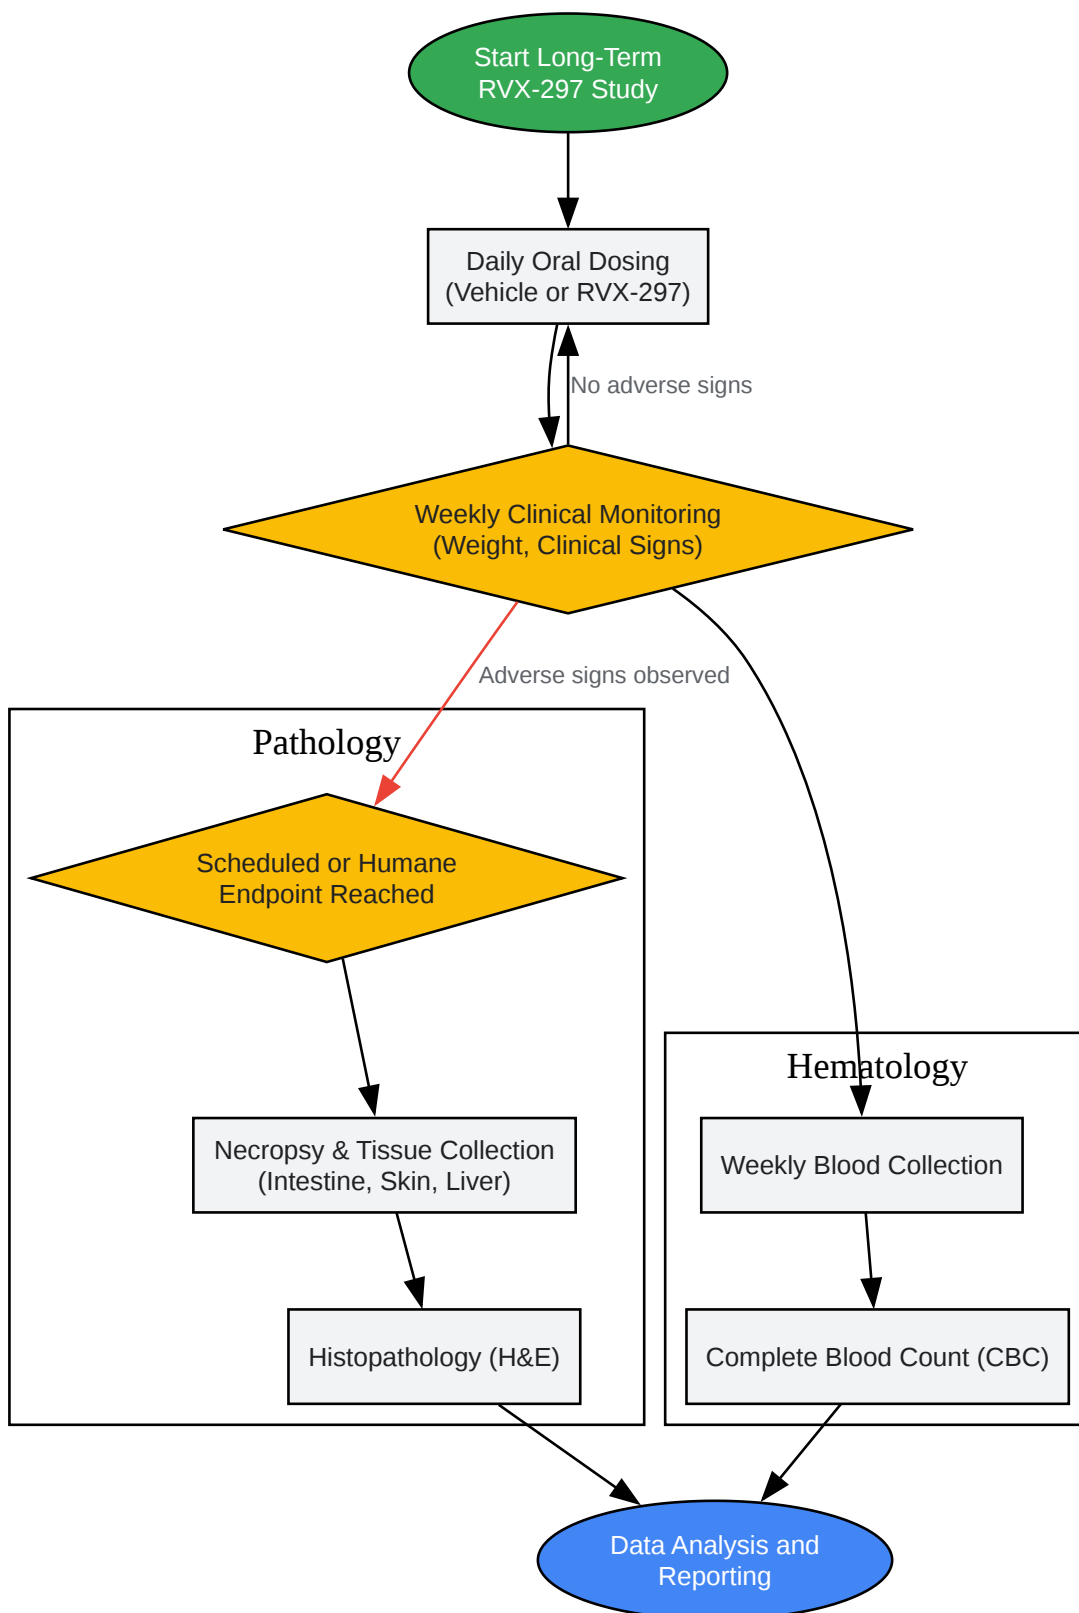 Start Long-Term
RVX-297 Study
Daily Oral Dosing
(Vehicle or RVX-297)
No adverse signs
Weekly Clinical Monitoring
(Weight, Clinical Signs)
Adverse signs observed
Pathology
Scheduled or Humane
Endpoint Reached
Necropsy & Tissue Collection
(Intestine, Skin, Liver)
Histopathology (H&E)
Hematology
Weekly Blood Collection
Complete Blood Count (CBC)
Data Analysis and
Reporting